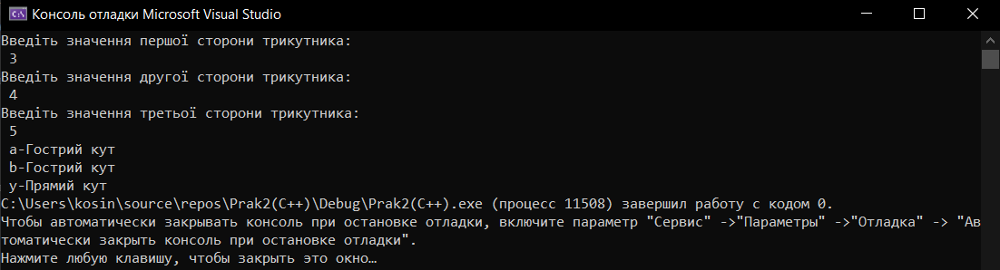 Консоль отладки Microsoft Visual Studio
Введіть значення першої сторони трикутника:
3
Введіть значення другої сторони трикутника:
4
Введіть значення третьої сторони трикутника:
5
a-Гострий кут
b-Гострий кут
y-Прямий кут
C:\Users\kosin\source\repos\Prak2(C++)\Debug\Prak2(C++).exe (процесс 11508) завершил работу с кодом 0.
Чтобы автоматически закрывать консоль при остановке отладки, включите параметр "Сервис" ->"Параметры" ->"Отладка" -> "Ав
томатически закрыть консоль при остановке отладки".
Нажмите любую клавишу, чтобы закрыть это окно…